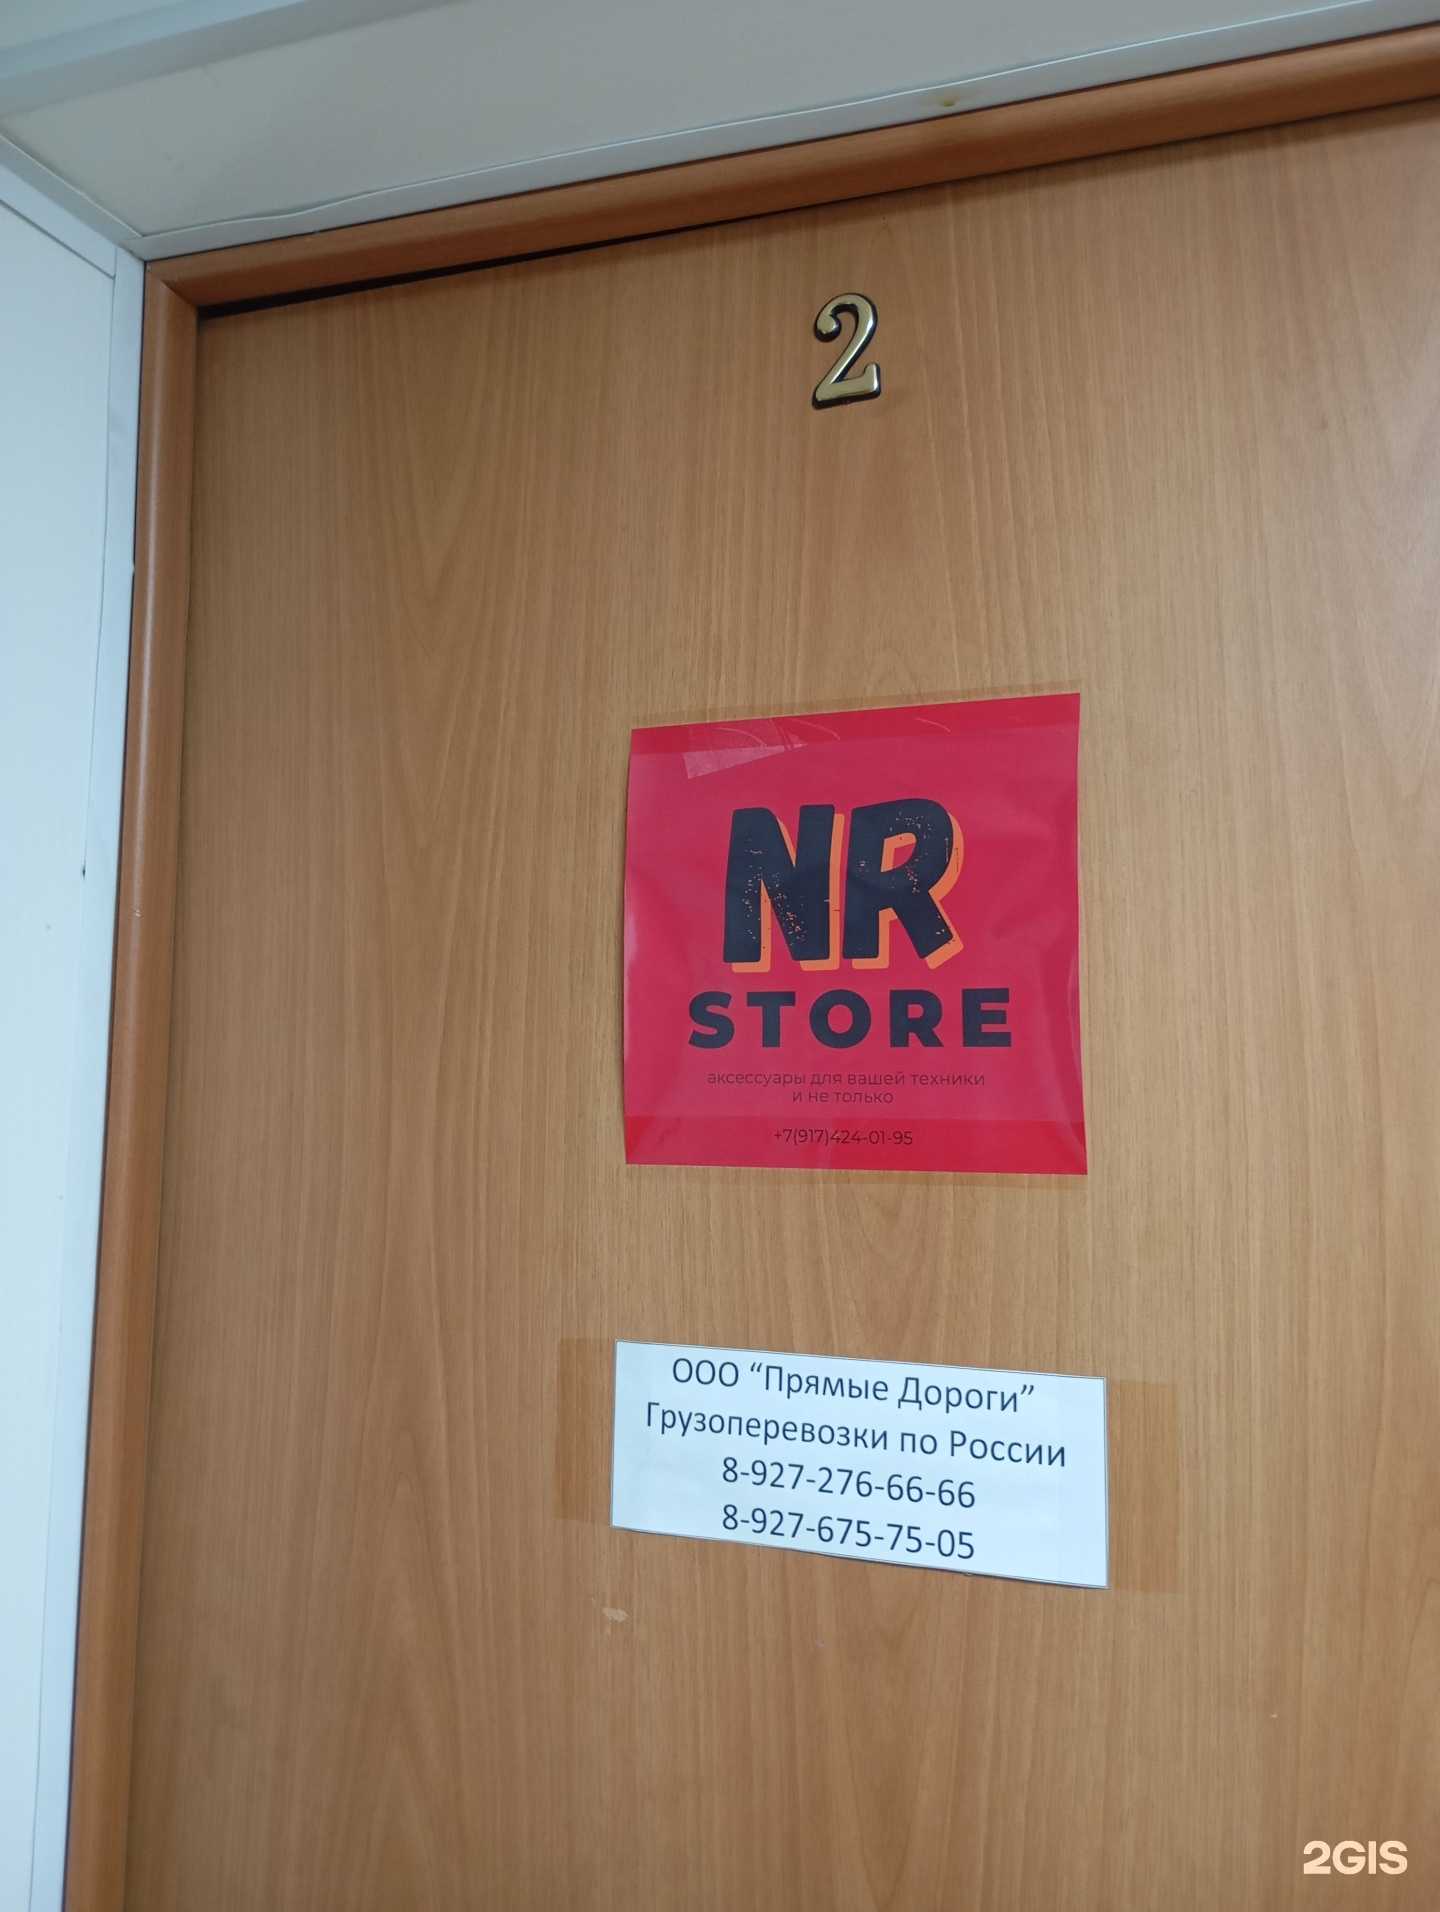 2
NR
STORE
аксессуары для вашей техники
и не только
+7(917)424-01-95
ООО “Прямые Дороги”
Грузоперевозки по России
8-927-276-66-66
8-927-675-75-05
2GIS